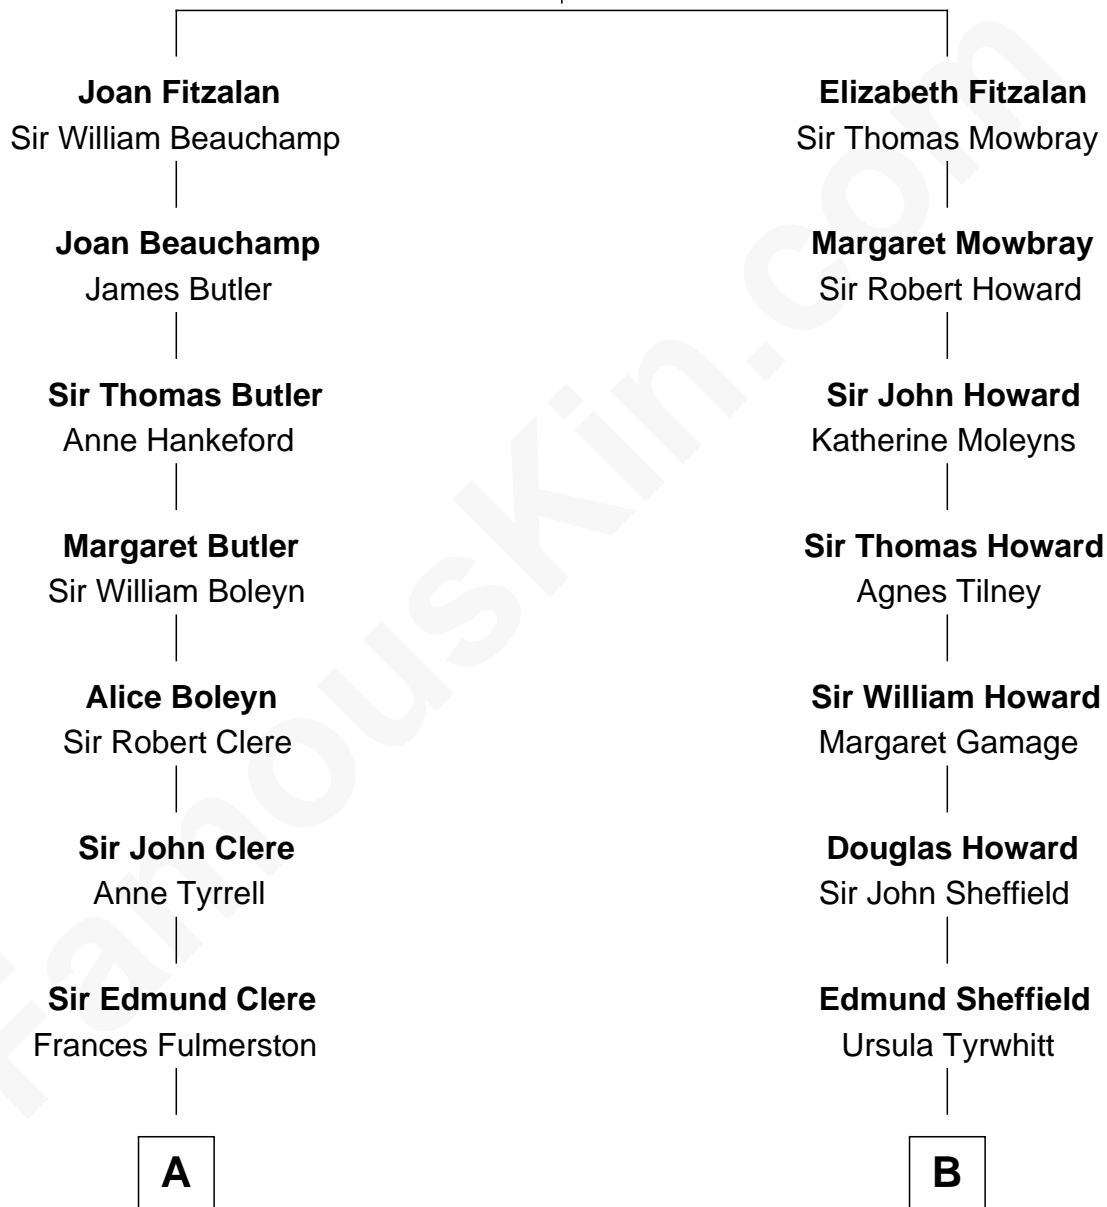 Joan Fitzalan
Sir William Beauchamp
Joan Beauchamp
James Butler
Sir Thomas Butler
Anne Hankeford
Margaret Butler
Sir William Boleyn
Alice Boleyn
Sir Robert Clere
Sir John Clere
Anne Tyrrell
Sir Edmund Clere
Frances Fulmerston
A
Elizabeth Fitzalan
Sir Thomas Mowbray
Margaret Mowbray
Sir Robert Howard
Sir John Howard
Katherine Moleyns
Sir Thomas Howard
Agnes Tilney
Sir William Howard
Margaret Gamage
Douglas Howard
Sir John Sheffield
Edmund Sheffield
Ursula Tyrwhitt
B
FamousKin.com